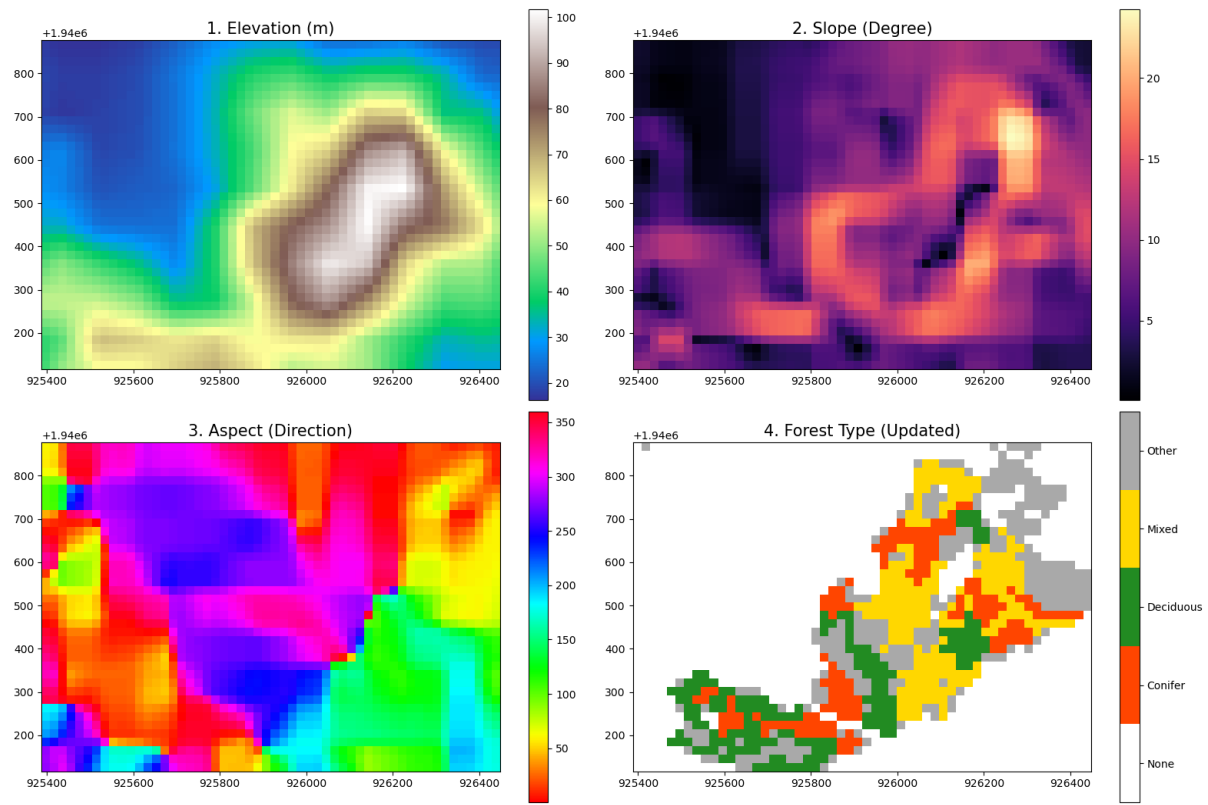 1. Elevation (m)
+1.94e6
800
700
600
500
400
300
200
925400 925600 925800 926000 926200 926400
100
90
80
70
60
50
40
30
20
2. Slope (Degree)
+1.94e6
800
700
600
500
400
300
200
925400 925600 925800 926000 926200 926400
20
15
10
5
3. Aspect (Direction)
+1.94e6
800
700
600
500
400
300
200
925400 925600 925800 926000 926200 926400
350
300
250
200
150
100
50
4. Forest Type (Updated)
+1.94e6
800
700
600
500
400
300
200
925400 925600 925800 926000 926200 926400
Other
Mixed
Deciduous
Conifer
None